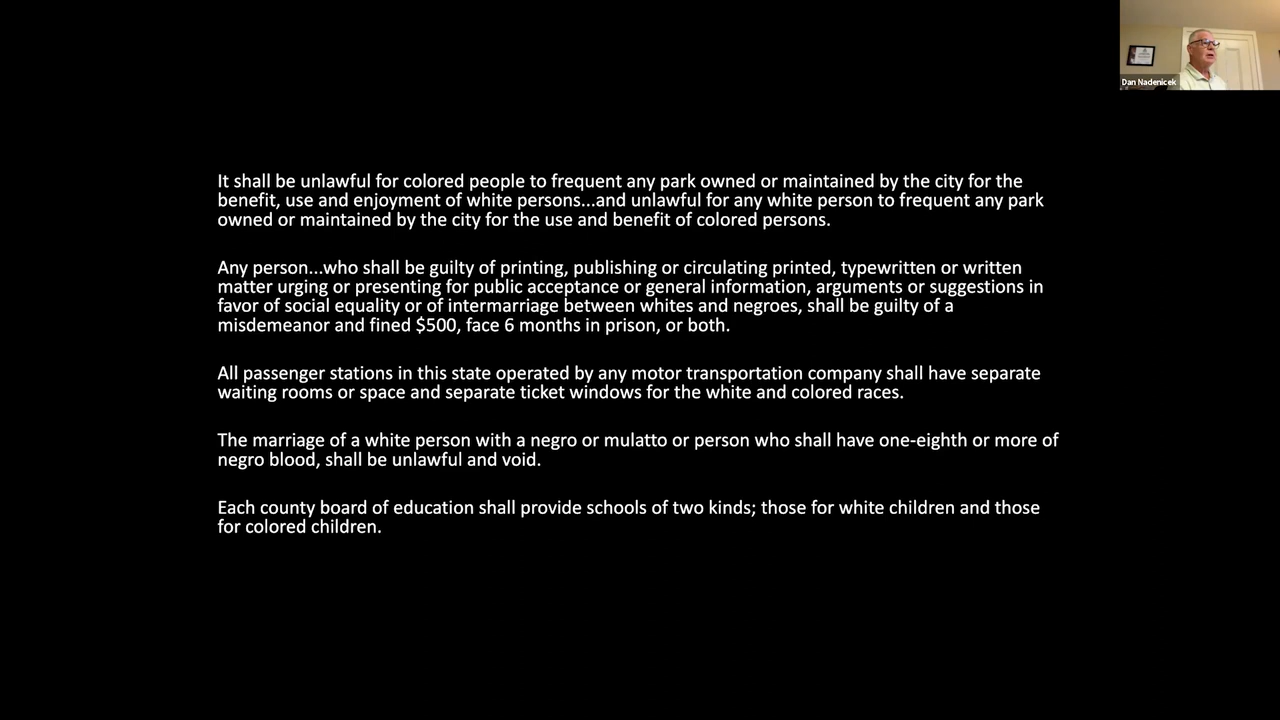 Dan Nadenicek
It shall be unlawful for colored people to frequent any park owned or maintained by the city for the
benefit, use and enjoyment of white persons...and unlawful for any white person to frequent any park
owned or maintained by the city for the use and benefit of colored persons.
Any person...who shall be guilty of printing, publishing or circulating printed, typewritten or written
matter urging or presenting for public acceptance or general information, arguments or suggestions in
favor of social equality or of intermarriage between whites and negroes, shall be guilty of a
misdemeanor and fined $500, face 6 months in prison, or both.
All passenger stations in this state operated by any motor transportation company shall have separate
waiting rooms or space and separate ticket windows for the white and colored races.
The marriage of a white person with a negro or mulatto or person who shall have one-eighth or more of
negro blood, shall be unlawful and void.
Each county board of education shall provide schools of two kinds; those for white children and those
for colored children.